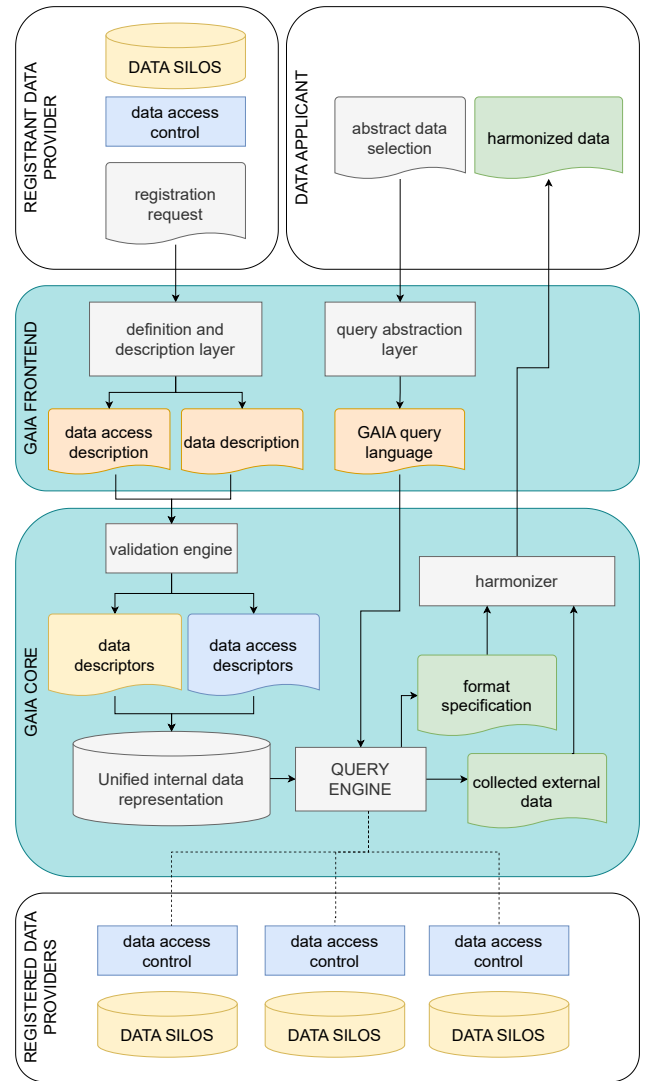 REGISTRANT DATA
PROVIDER
DATA SILOS
data access
control
registration
request
DATA APPLICANT
abstract data
selection
harmonized data
GAIA FRONTEND
definition and
description layer
query abstraction
layer
data access
description
data description
GAIA query
language
GAIA CORE
validation engine
harmonizer
data
descriptors
data access
descriptors
format
specification
Unified internal data
representation
QUERY
ENGINE
collected external
data
REGISTERED DATA
PROVIDERS
data access
control
data access
control
data access
control
DATA SILOS
DATA SILOS
DATA SILOS